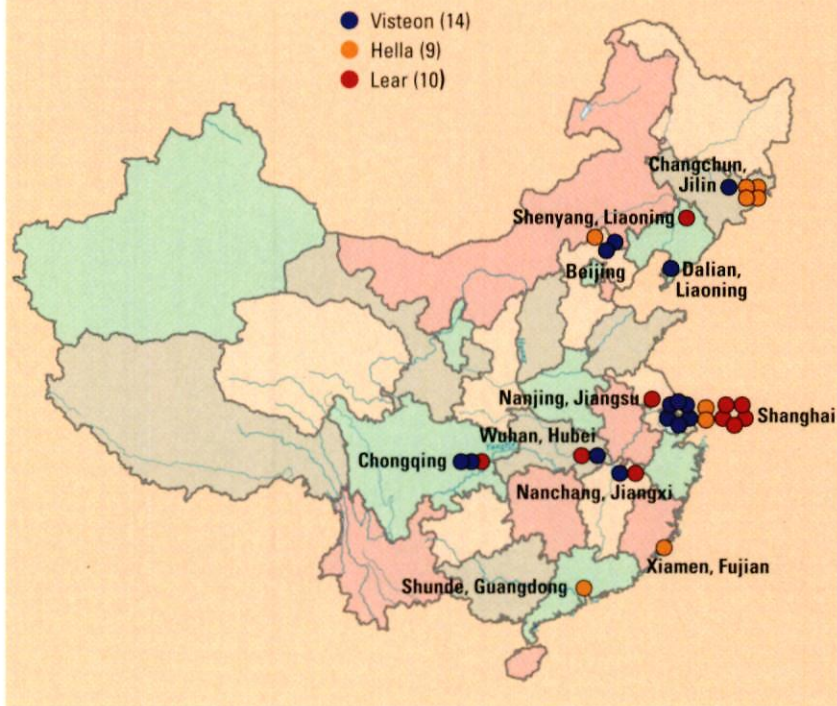 Visteon (14)
Hella (9)
Lear (10)
Changchun,
Jilin
Shenyang, Liaoning
Beijing
Dalian,
Liaoning
Nanjing, Jiangsu
Shanghai
Wuhan, Hubei
Chongqing
Nanchang, Jiangxi
Xiamen, Fujian
Shunde, Guangdong